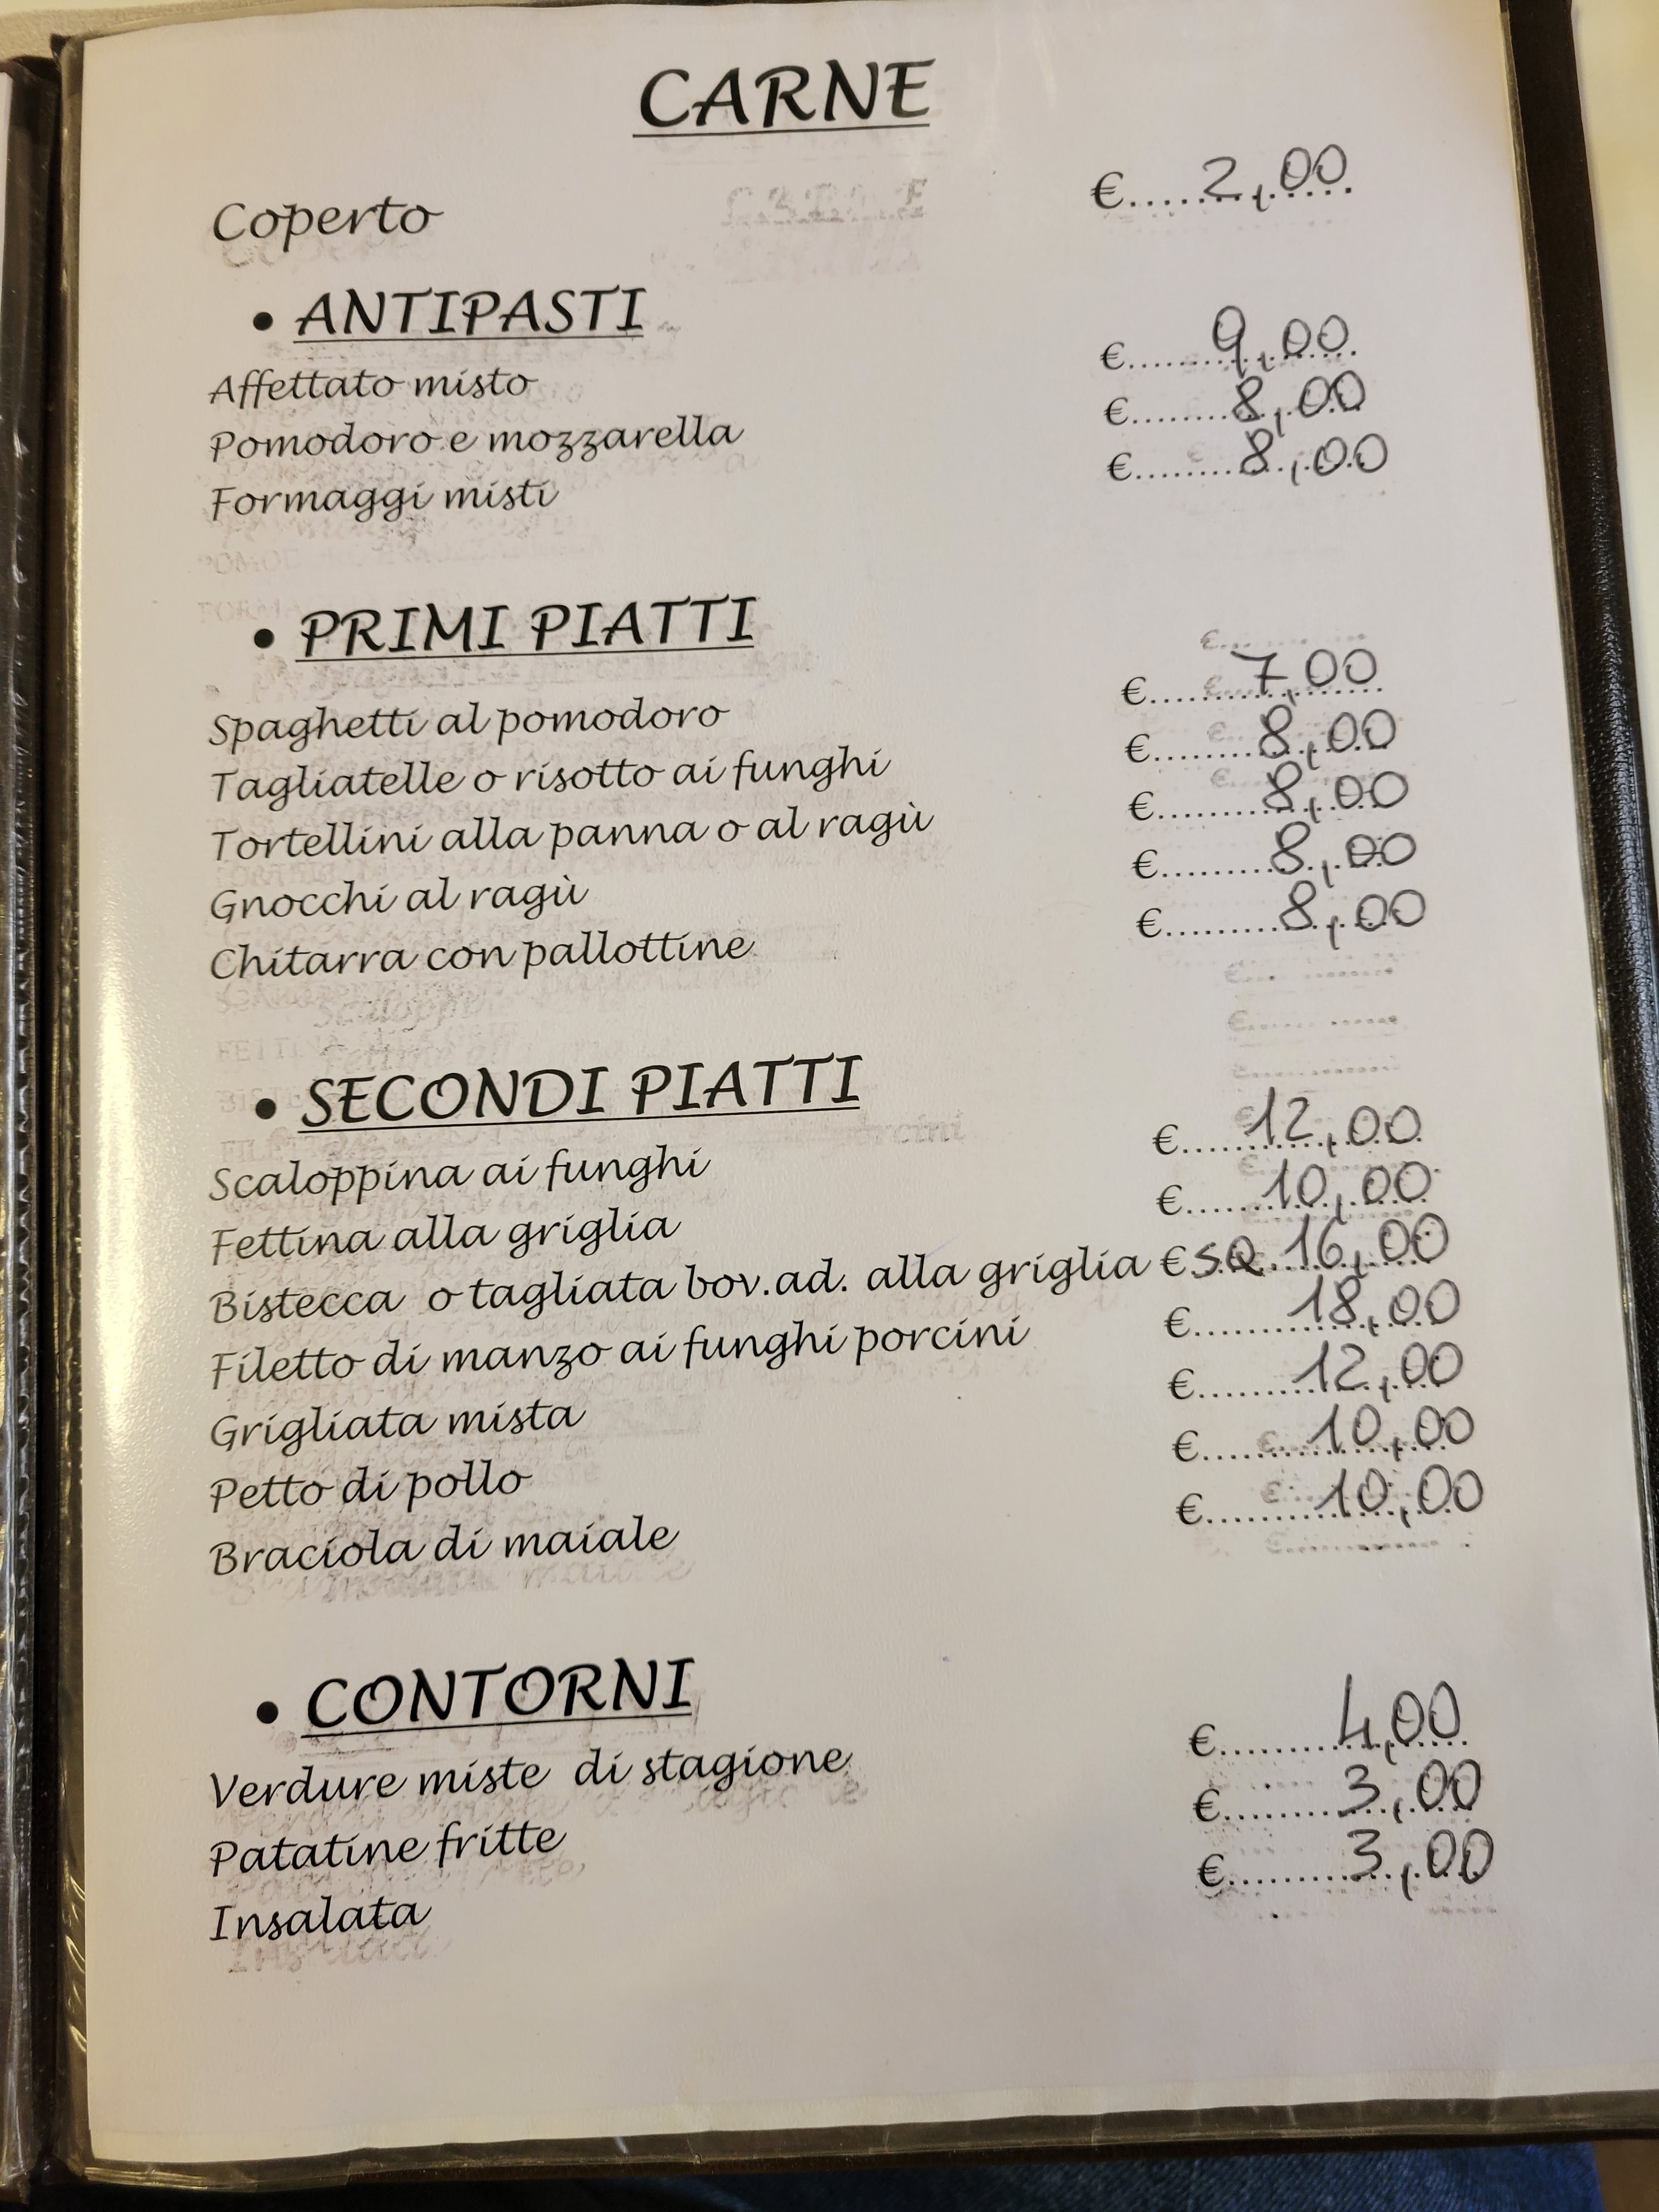 CARNE
Coperto €..........2,00
• ANTIPASTI
Affettato misto €..........9,00
Pomodoro e mozzarella €..........8,00
Formaggi misti €..........8,00
• PRIMI PIATTI
Spaghetti al pomodoro €..........7,00
Tagliatelle o risotto ai funghi €..........8,00
Tortellini alla panna o al ragù €..........8,00
Gnocchi al ragù €..........8,00
Chitarra con pallottine €..........8,00
• SECONDI PIATTI
Scaloppina ai funghi €..........12,00
Fettina alla griglia €..........10,00
Bistecca o tagliata bov.ad. alla griglia € SQ. 16,00
Filetto di manzo ai funghi porcini €..........18,00
Grigliata mista €..........12,00
Petto di pollo €..........10,00
Braciola di maiale €..........10,00
• CONTORNI
Verdure miste di stagione €..........4,00
Patatine fritte €..........3,00
Insalata €..........3,00